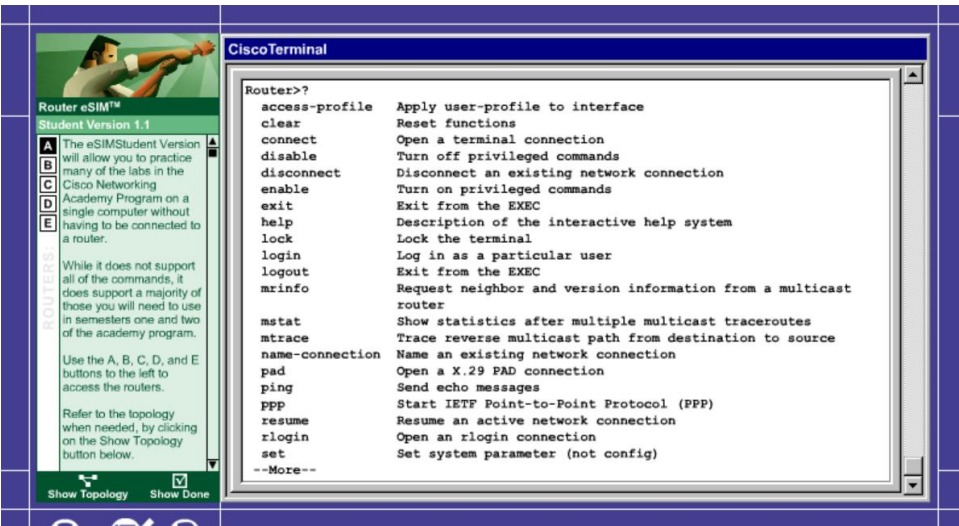 Router eSIM™
Student Version 1.1
A
B
C
D
E
ROUTERS:
The eSIMStudent Version
will allow you to practice
many of the labs in the
Cisco Networking
Academy Program on a
single computer without
having to be connected to
a router.
While it does not support
all of the commands, it
does support a majority of
those you will need to use
in semesters one and two
of the academy program.
Use the A, B, C, D, and E
buttons to the left to
access the routers.
Refer to the topology
when needed, by clicking
on the Show Topology
button below.
Show Topology Show Done
CiscoTerminal
Router>?
access-profile Apply user-profile to interface
clear Reset functions
connect Open a terminal connection
disable Turn off privileged commands
disconnect Disconnect an existing network connection
enable Turn on privileged commands
exit Exit from the EXEC
help Description of the interactive help system
lock Lock the terminal
login Log in as a particular user
logout Exit from the EXEC
mrinfo Request neighbor and version information from a multicast
router
mstat Show statistics after multiple multicast traceroutes
mtrace Trace reverse multicast path from destination to source
name-connection Name an existing network connection
pad Open a X.29 PAD connection
ping Send echo messages
ppp Start IETF Point-to-Point Protocol (PPP)
resume Resume an active network connection
rlogin Open an rlogin connection
set Set system parameter (not config)
--More--